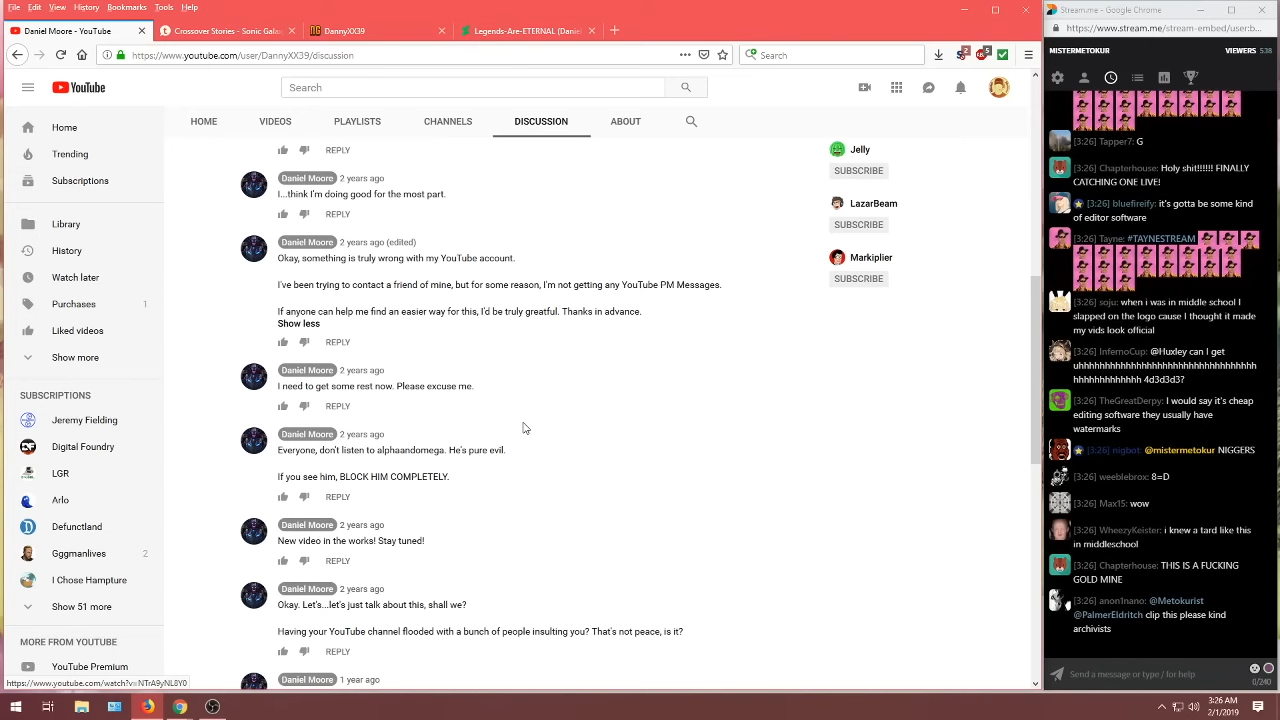 File Edit View History Bookmarks Tools Help
Daniel Moore - YouTube
Crossover Stories - Sonic Galax
DannyXX39
Legends-Are-ETERNAL (Daniel
https://www.youtube.com/user/DannyXX39/discussion
Search
YouTube
Search
HOME VIDEOS PLAYLISTS CHANNELS DISCUSSION ABOUT
Home
Trending
Subscriptions
Library
History
Watch later
Purchases 1
Liked videos
Show more
SUBSCRIPTIONS
Jeremy Fielding
Digital Foundry
LGR
Arlo
Defunctland
Gggmanlives 2
I Chose Hampture
Show 51 more
MORE FROM YOUTUBE
YouTube Premium
https://www.youtube.com/watch?v=NTrA9yNL8Y0
REPLY
Daniel Moore 2 years ago
I...think I'm doing good for the most part.
REPLY
Daniel Moore 2 years ago (edited)
Okay, something is truly wrong with my YouTube account.
I've been trying to contact a friend of mine, but for some reason, I'm not getting any YouTube PM Messages.
If anyone can help me find an easier way for this, I'd be truly greatful. Thanks in advance.
Show less
REPLY
Daniel Moore 2 years ago
I need to get some rest now. Please excuse me.
REPLY
Daniel Moore 2 years ago
Everyone, don't listen to alphaandomega. He's pure evil.
If you see him, BLOCK HIM COMPLETELY.
REPLY
Daniel Moore 2 years ago
New video in the works! Stay tuned!
REPLY
Daniel Moore 2 years ago
Okay. Let's...let's just talk about this, shall we?
Having your YouTube channel flooded with a bunch of people insulting you? That's not peace, is it?
REPLY
Daniel Moore 1 year ago
Jelly
SUBSCRIBE
LazarBeam
SUBSCRIBE
Markiplier
SUBSCRIBE
Stream.me - Google Chrome
https://www.stream.me/stream-embed/user:b
MISTERMETOKUR VIEWERS 538
[3:26] Tapper7: G
[3:26] Chapterhouse: Holy shit!!!!!! FINALLY
CATCHING ONE LIVE!
[3:26] bluefireify: it's gotta be some kind
of editor software
[3:26] Tayne: #TAYNESTREAM
[3:26] soju: when i was in middle school I
slapped on the logo cause I thought it made
my vids look official
[3:26] InfernoCup: @Huxley can I get
uhhhhhhhhhhhhhhhhhhhhhhhhhhhhhhh
hhhhhhhhhhhh 4d3d3d3?
[3:26] TheGreatDerpy: I would say it's cheap
editing software they usually have
watermarks
[3:26] nigbot: @mistermetokur NIGGERS
[3:26] weeblebrox: 8=D
[3:26] Max15: wow
[3:26] WheezyKeister: i knew a tard like this
in middleschool
[3:26] Chapterhouse: THIS IS A FUCKING
GOLD MINE
[3:26] anon1nano: @Metokurist
@PalmerEldritch clip this please kind
archivists
Send a message or type / for help
0/240
3:26 AM
2/1/2019